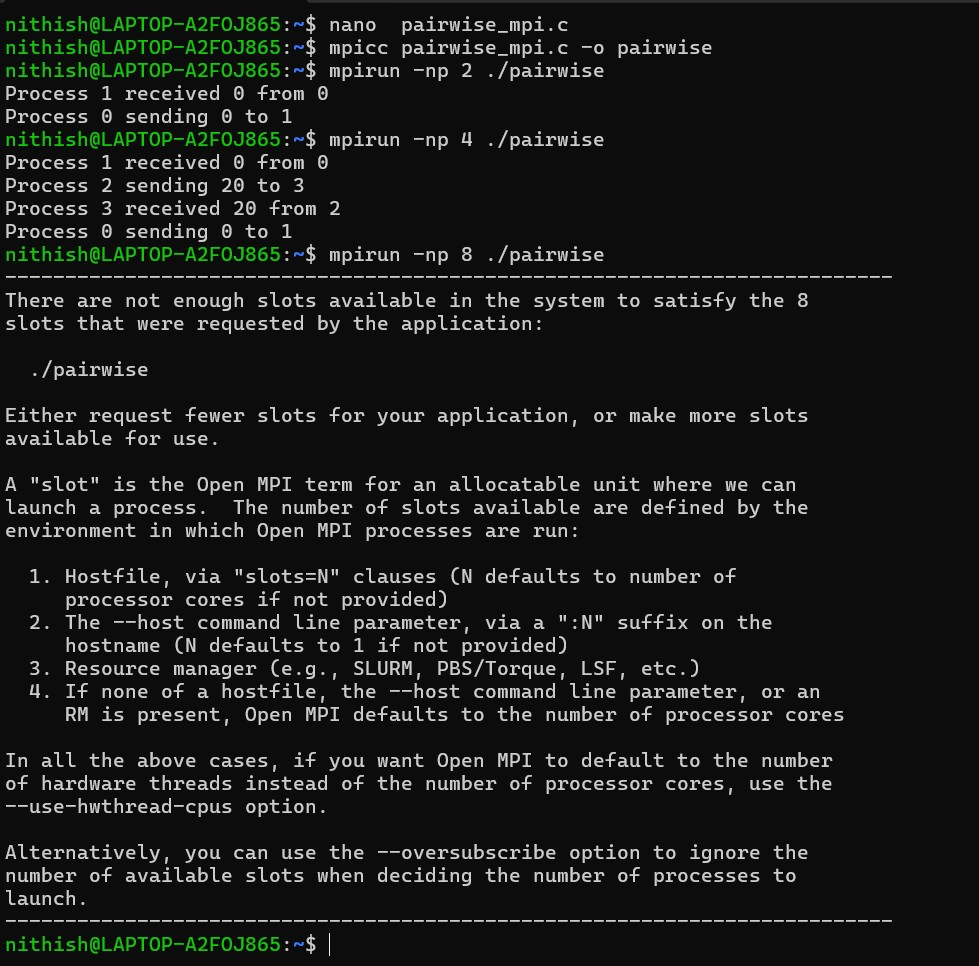 nithish@LAPTOP-A2FOJ865:~$ nano  pairwise_mpi.c
nithish@LAPTOP-A2FOJ865:~$ mpicc pairwise_mpi.c -o pairwise
nithish@LAPTOP-A2FOJ865:~$ mpirun -np 2 ./pairwise
Process 1 received 0 from 0
Process 0 sending 0 to 1
nithish@LAPTOP-A2FOJ865:~$ mpirun -np 4 ./pairwise
Process 1 received 0 from 0
Process 2 sending 20 to 3
Process 3 received 20 from 2
Process 0 sending 0 to 1
nithish@LAPTOP-A2FOJ865:~$ mpirun -np 8 ./pairwise
--------------------------------------------------------------------------
There are not enough slots available in the system to satisfy the 8
slots that were requested by the application:

  ./pairwise

Either request fewer slots for your application, or make more slots
available for use.

A "slot" is the Open MPI term for an allocatable unit where we can
launch a process.  The number of slots available are defined by the
environment in which Open MPI processes are run:

  1. Hostfile, via "slots=N" clauses (N defaults to number of
     processor cores if not provided)
  2. The --host command line parameter, via a ":N" suffix on the
     hostname (N defaults to 1 if not provided)
  3. Resource manager (e.g., SLURM, PBS/Torque, LSF, etc.)
  4. If none of a hostfile, the --host command line parameter, or an
     RM is present, Open MPI defaults to the number of processor cores

In all the above cases, if you want Open MPI to default to the number
of hardware threads instead of the number of processor cores, use the
--use-hwthread-cpus option.

Alternatively, you can use the --oversubscribe option to ignore the
number of available slots when deciding the number of processes to
launch.
--------------------------------------------------------------------------
nithish@LAPTOP-A2FOJ865:~$